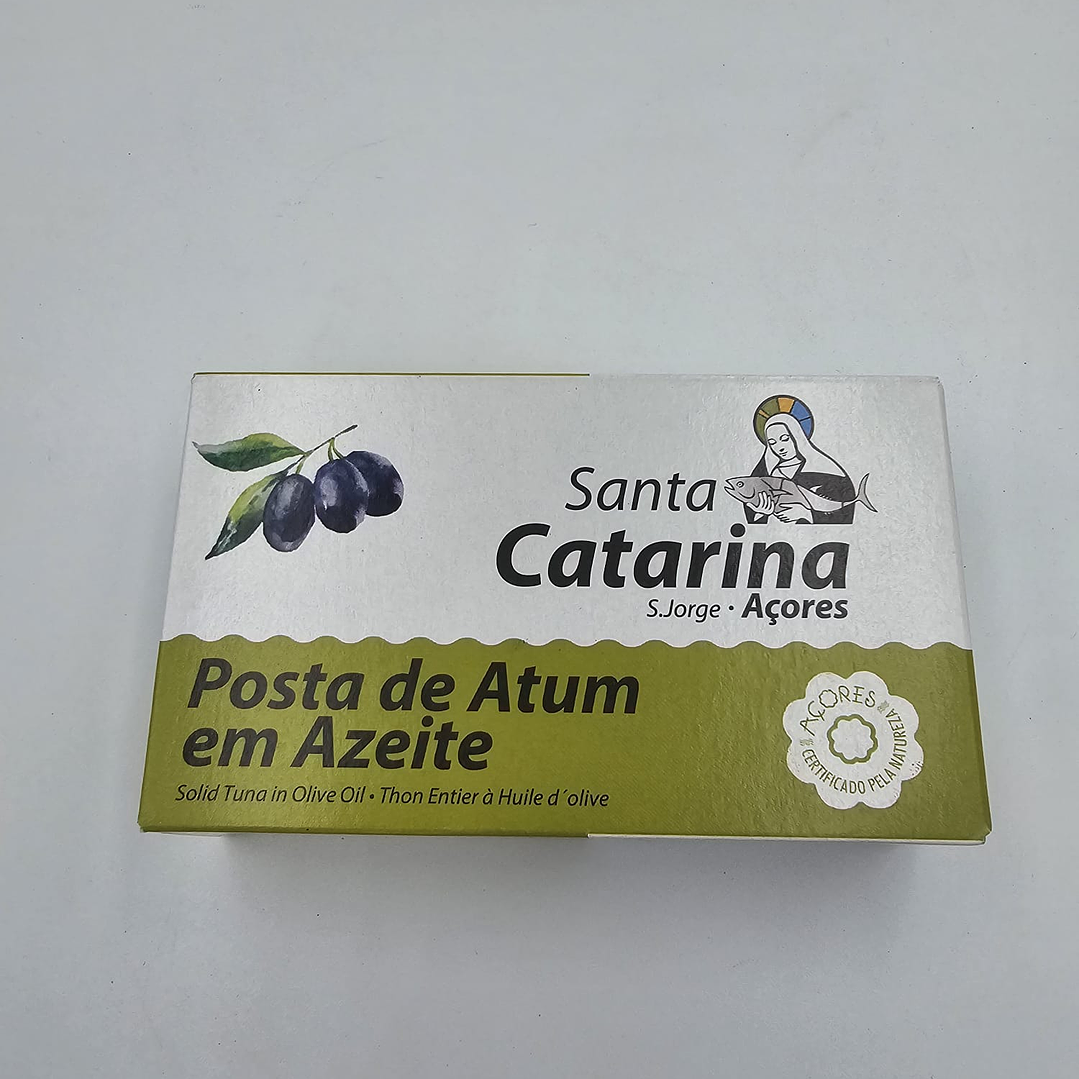 Santa
Catarina
S.Jorge · Açores
Posta de Atum
em Azeite
Solid Tuna in Olive Oil • Thon Entier à Huile d´olive
AÇORES
CERTIFICADO PELA NATUREZA